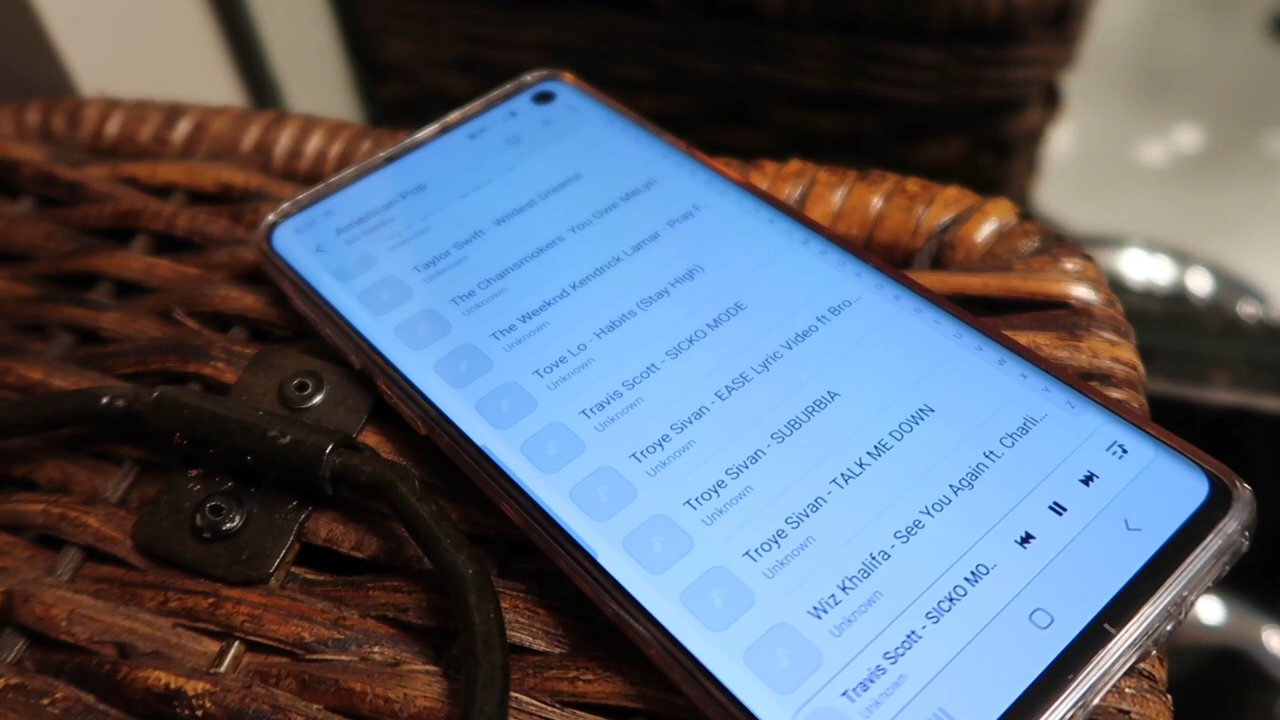 American Pop
Taylor Swift - Wildest Dreams
Unknown
The Chainsmokers You Owe Me
Unknown
The Weeknd Kendrick Lamar - Pray F..
Unknown
Tove Lo - Habits (Stay High)
Unknown
Travis Scott - SICKO MODE
Unknown
Troye Sivan - EASE Lyric Video ft Bro...
Unknown
Troye Sivan - SUBURBIA
Unknown
Troye Sivan - TALK ME DOWN
Unknown
Wiz Khalifa - See You Again ft. Charli...
Unknown
Travis Scott - SICKO MO..
Unknown